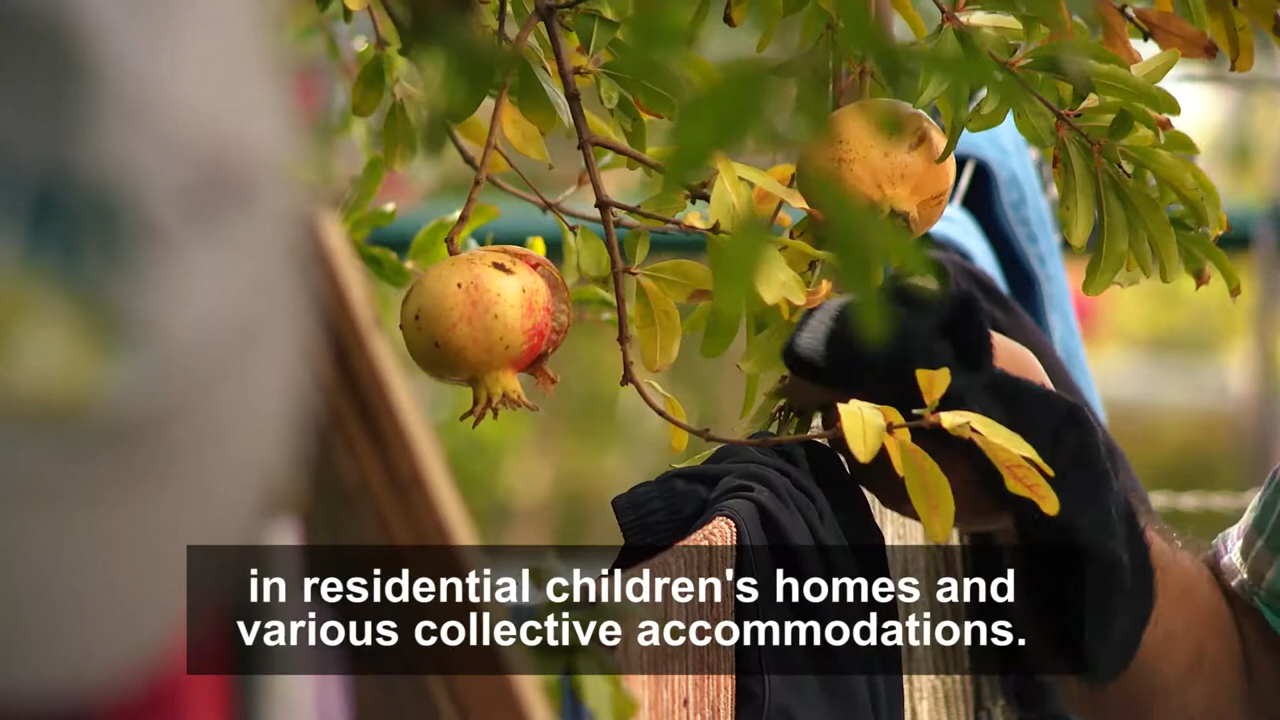 in residential children's homes and
various collective accommodations.